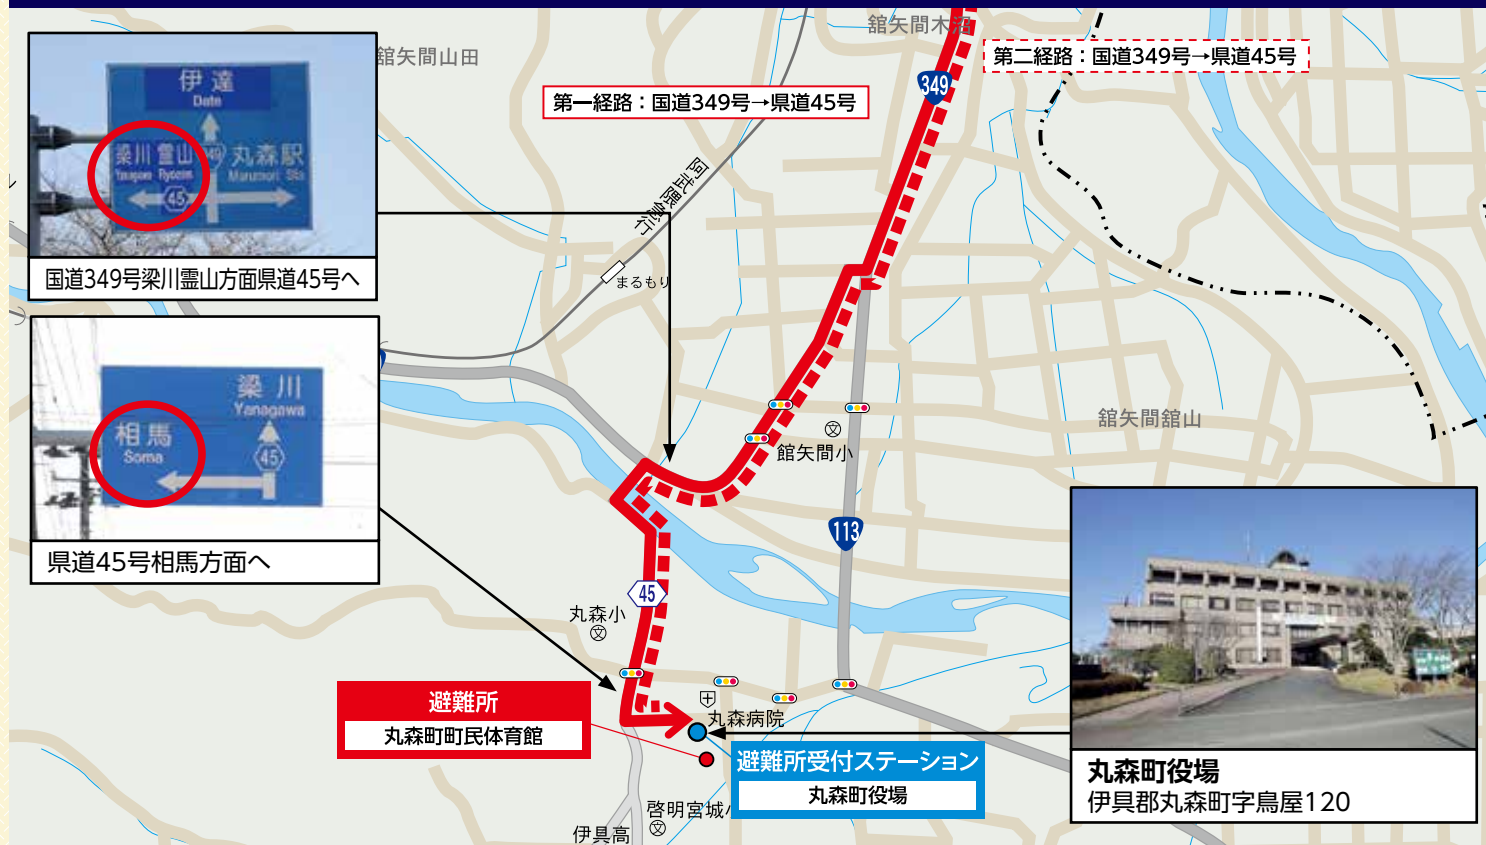 舘矢間木沼
舘矢間山田
第二経路：国道349号→県道45号
第一経路：国道349号→県道45号
349
伊達
Date
梁川 霊山
丸森駅
Marumori Sta
45
国道349号梁川霊山方面県道45号へ
阿武隈急行
まるもり
梁川
Yanagawa
相馬
Soma
45
県道45号相馬方面へ
舘矢間小
舘矢間舘山
113
45
丸森小
避難所
丸森町町民体育館
丸森病院
避難所受付ステーション
丸森町役場
丸森町役場
伊具郡丸森町字鳥屋120
啓明宮城小
伊具高